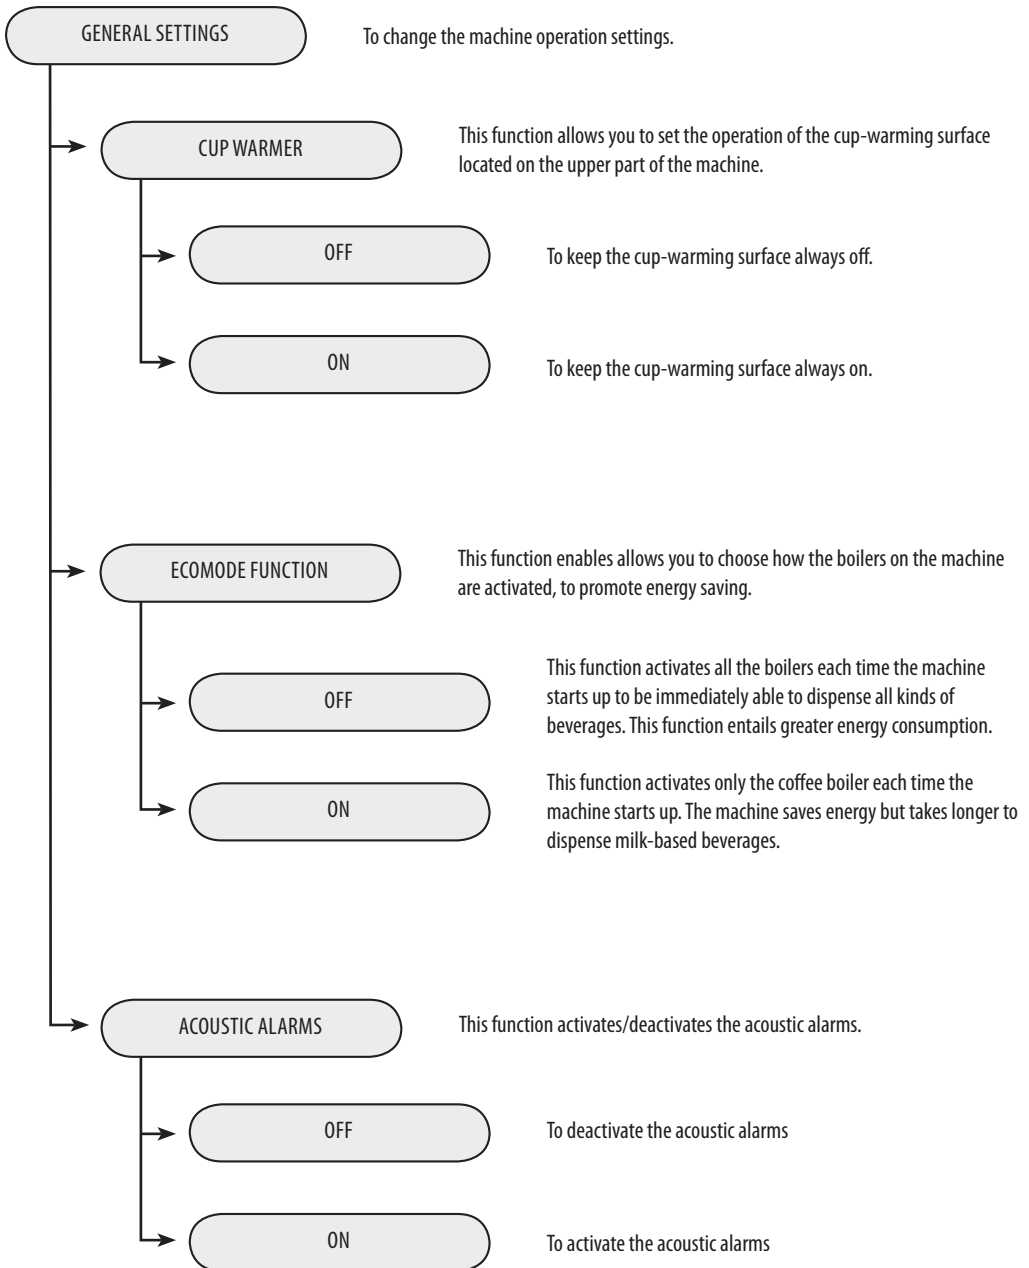 GENERAL SETTINGS
To change the machine operation settings.
CUP WARMER
This function allows you to set the operation of the cup-warming surface
located on the upper part of the machine.
OFF
To keep the cup-warming surface always off.
ON
To keep the cup-warming surface always on.
ECOMODE FUNCTION
This function enables allows you to choose how the boilers on the machine
are activated, to promote energy saving.
OFF
This function activates all the boilers each time the machine
starts up to be immediately able to dispense all kinds of
beverages. This function entails greater energy consumption.
ON
This function activates only the coffee boiler each time the
machine starts up. The machine saves energy but takes longer to
dispense milk-based beverages.
ACOUSTIC ALARMS
This function activates/deactivates the acoustic alarms.
OFF
To deactivate the acoustic alarms
ON
To activate the acoustic alarms